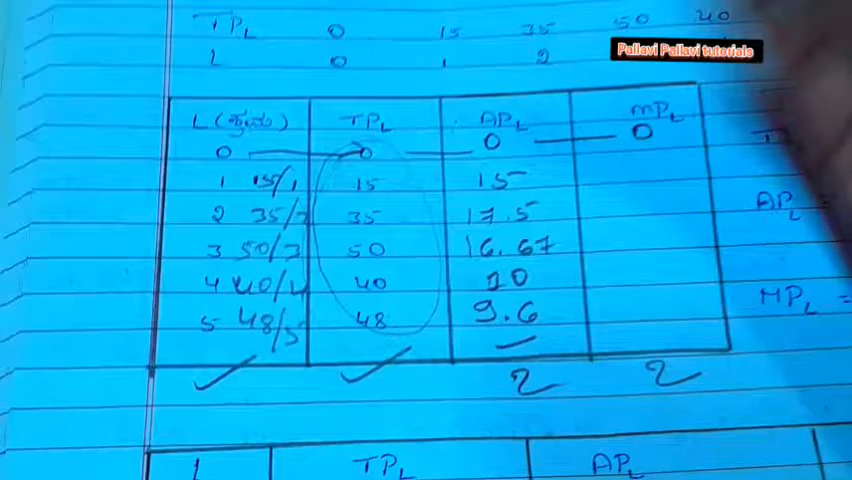 TPL 0 15 35 50 40
L 0 1 2
Pallavi Pallavi tutorials
L (ಶ್ರಮ) TPL APL MPL
0 0 0 0
1 15/1 15 15
2 35/2 35 17.5
3 50/3 50 16.67
4 40/4 40 10
5 48/5 48 9.6
2 2
APL =
MPL =
L TPL APL